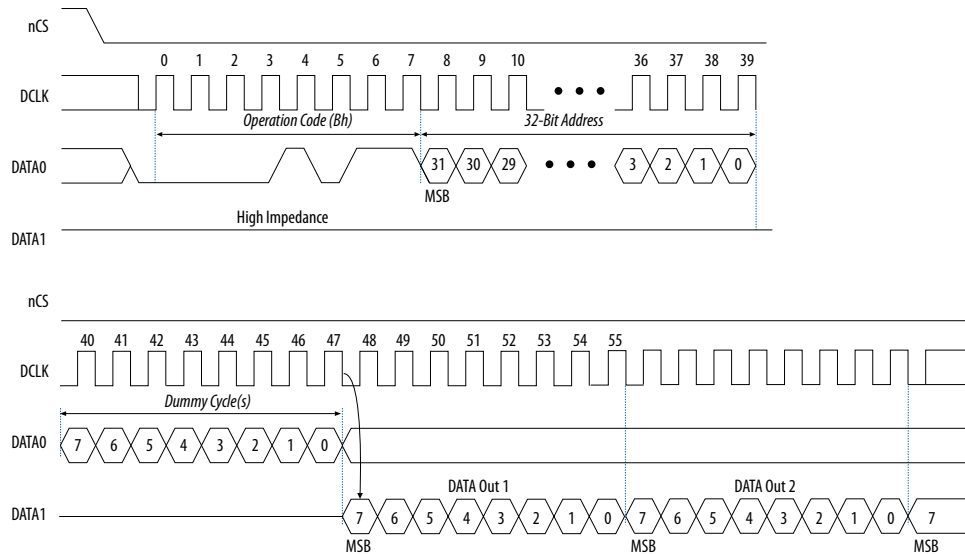 nCS
0 1 2 3 4 5 6 7 8 9 10 36 37 38 39
DCLK
Operation Code (Bh) 32-Bit Address
DATA0 31 30 29 3 2 1 0
MSB
High Impedance
DATA1
nCS
40 41 42 43 44 45 46 47 48 49 50 51 52 53 54 55
DCLK
Dummy Cycle(s)
DATA0 7 6 5 4 3 2 1 0
DATA Out 1 DATA Out 2
DATA1 7 6 5 4 3 2 1 0 7 6 5 4 3 2 1 0 7
MSB MSB MSB